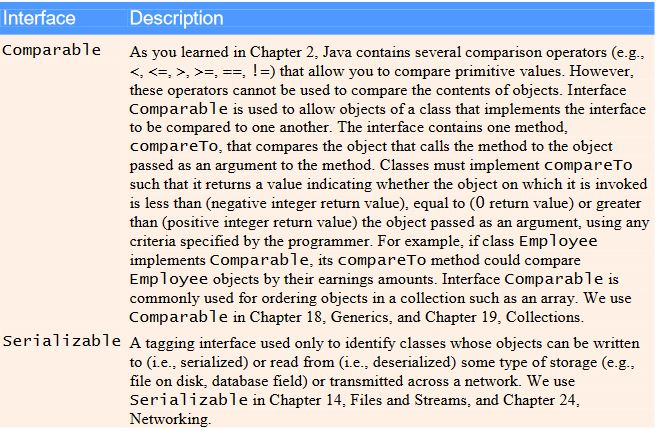 Interface Description
Comparable As you learned in Chapter 2, Java contains several comparison operators (e.g.,
<, <=, >, >=, ==, !=) that allow you to compare primitive values. However,
these operators cannot be used to compare the contents of objects. Interface
Comparable is used to allow objects of a class that implements the interface
to be compared to one another. The interface contains one method,
compareTo, that compares the object that calls the method to the object
passed as an argument to the method. Classes must implement compareTo
such that it returns a value indicating whether the object on which it is invoked
is less than (negative integer return value), equal to (0 return value) or greater
than (positive integer return value) the object passed as an argument, using any
criteria specified by the programmer. For example, if class Employee
implements Comparable, its compareTo method could compare
Employee objects by their earnings amounts. Interface Comparable is
commonly used for ordering objects in a collection such as an array. We use
Comparable in Chapter 18, Generics, and Chapter 19, Collections.
Serializable A tagging interface used only to identify classes whose objects can be written
to (i.e., serialized) or read from (i.e., deserialized) some type of storage (e.g.,
file on disk, database field) or transmitted across a network. We use
Serializable in Chapter 14, Files and Streams, and Chapter 24,
Networking.